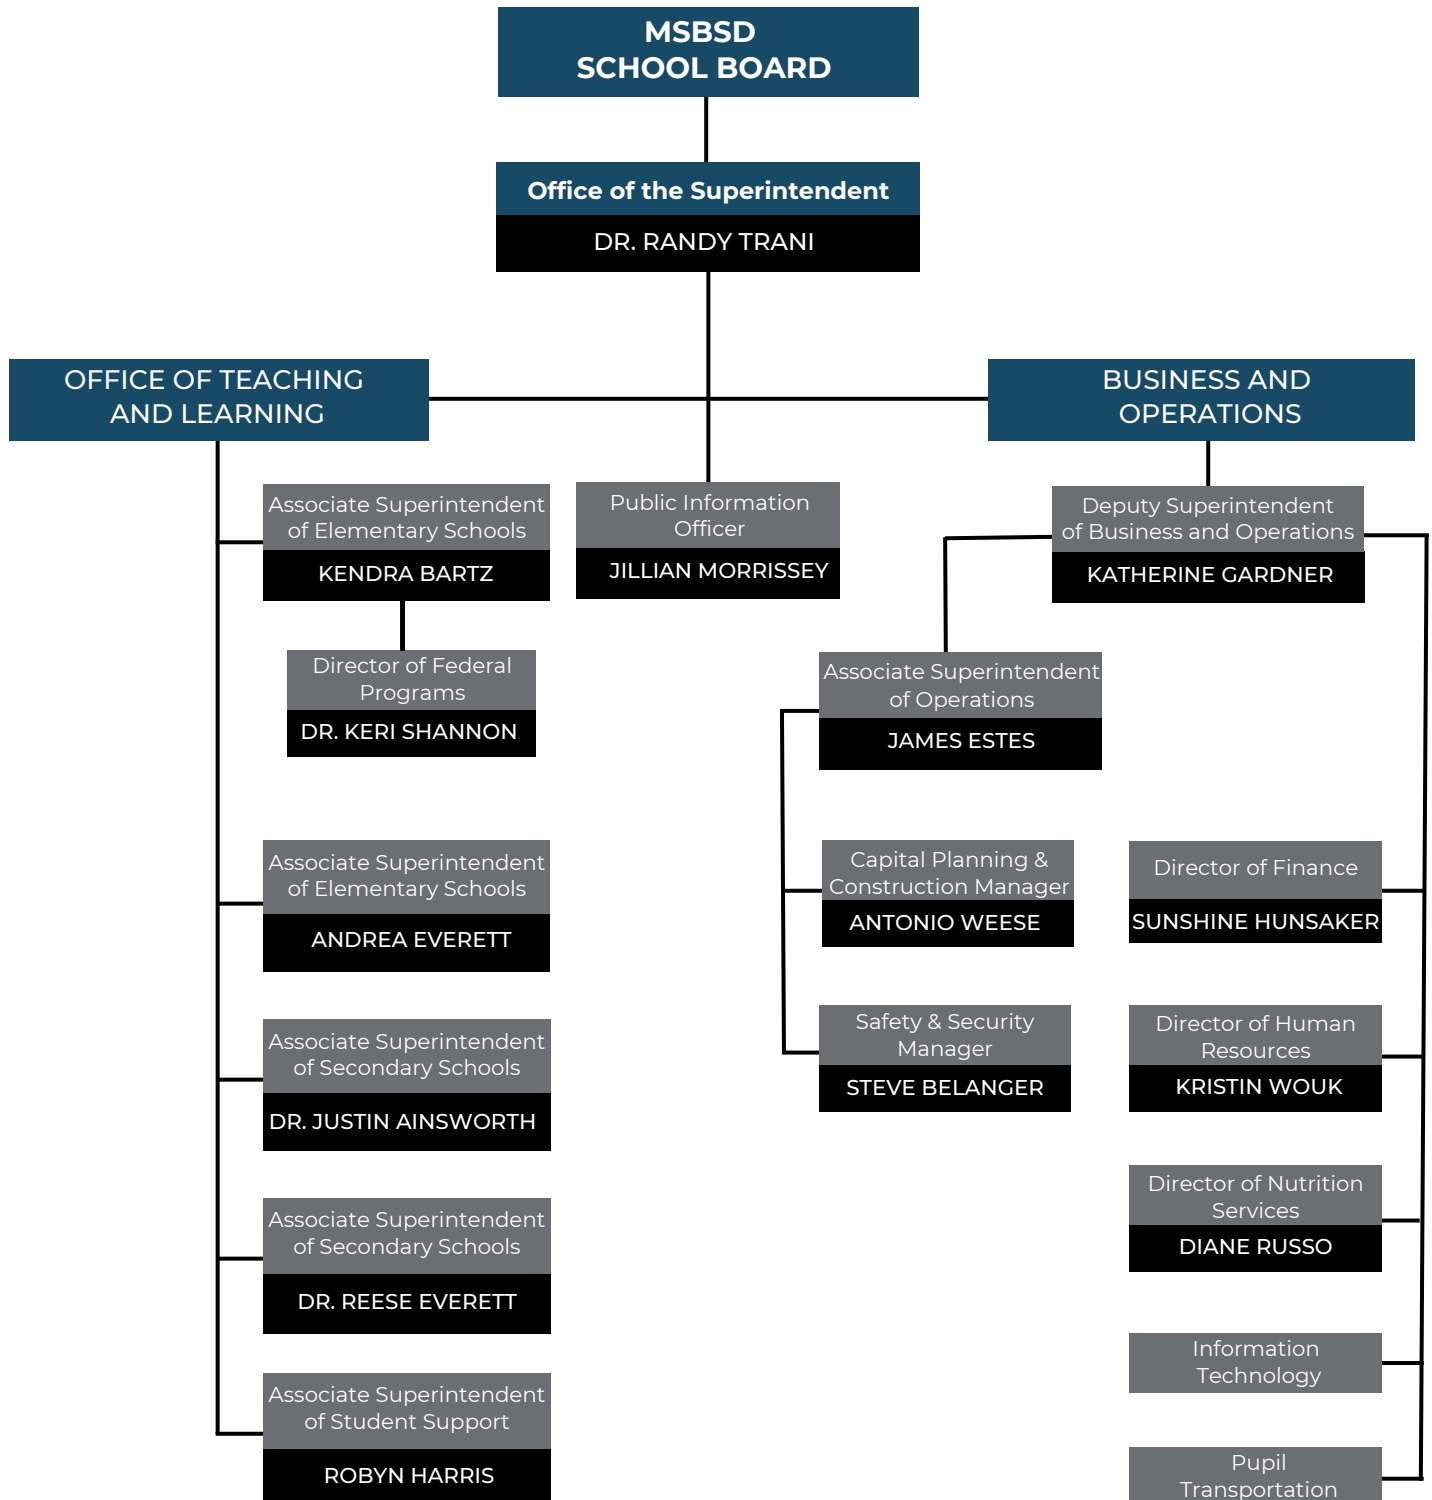 MSBSD
SCHOOL BOARD
Office of the Superintendent
DR. RANDY TRANI
OFFICE OF TEACHING
AND LEARNING
BUSINESS AND
OPERATIONS
Associate Superintendent
of Elementary Schools
KENDRA BARTZ
Director of Federal
Programs
DR. KERI SHANNON
Associate Superintendent
of Elementary Schools
ANDREA EVERETT
Associate Superintendent
of Secondary Schools
DR. JUSTIN AINSWORTH
Associate Superintendent
of Secondary Schools
DR. REESE EVERETT
Associate Superintendent
of Student Support
ROBYN HARRIS
Public Information
Officer
JILLIAN MORRISSEY
Deputy Superintendent
of Business and Operations
KATHERINE GARDNER
Associate Superintendent
of Operations
JAMES ESTES
Capital Planning &
Construction Manager
ANTONIO WEESE
Safety & Security
Manager
STEVE BELANGER
Director of Finance
SUNSHINE HUNSAKER
Director of Human
Resources
KRISTIN WOUK
Director of Nutrition
Services
DIANE RUSSO
Information
Technology
Pupil
Transportation